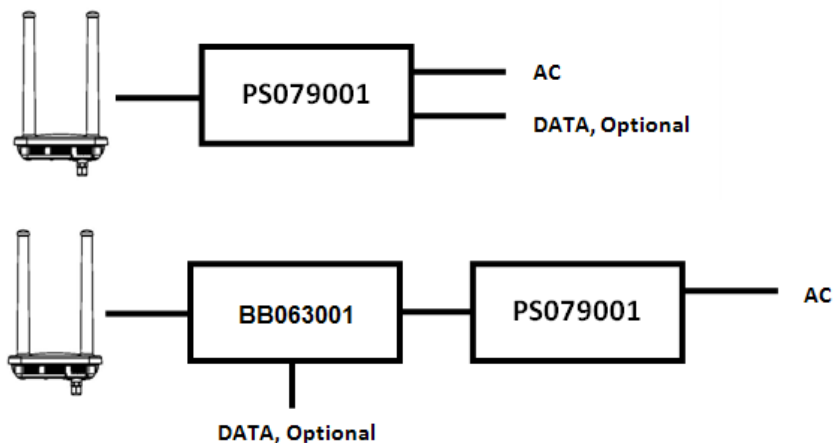 PS079001
AC
DATA, Optional
BB063001
PS079001
AC
DATA, Optional